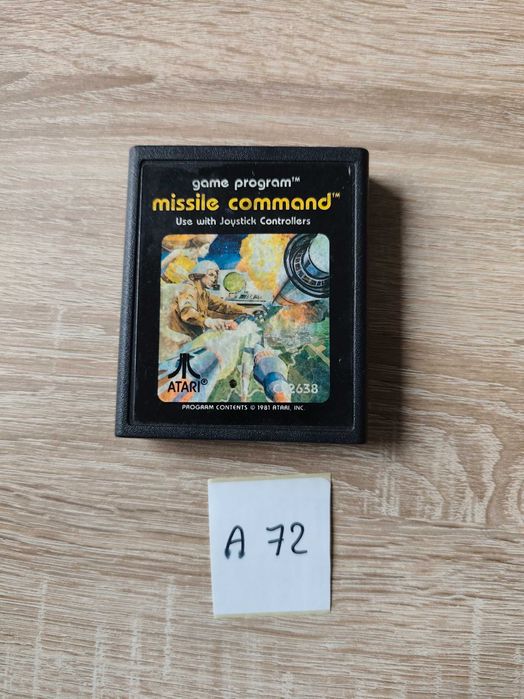 game program™
missile command™
Use with Joystick Controllers
ATARI®
CX2638
PROGRAM CONTENTS © 1981 ATARI, INC.
A 72